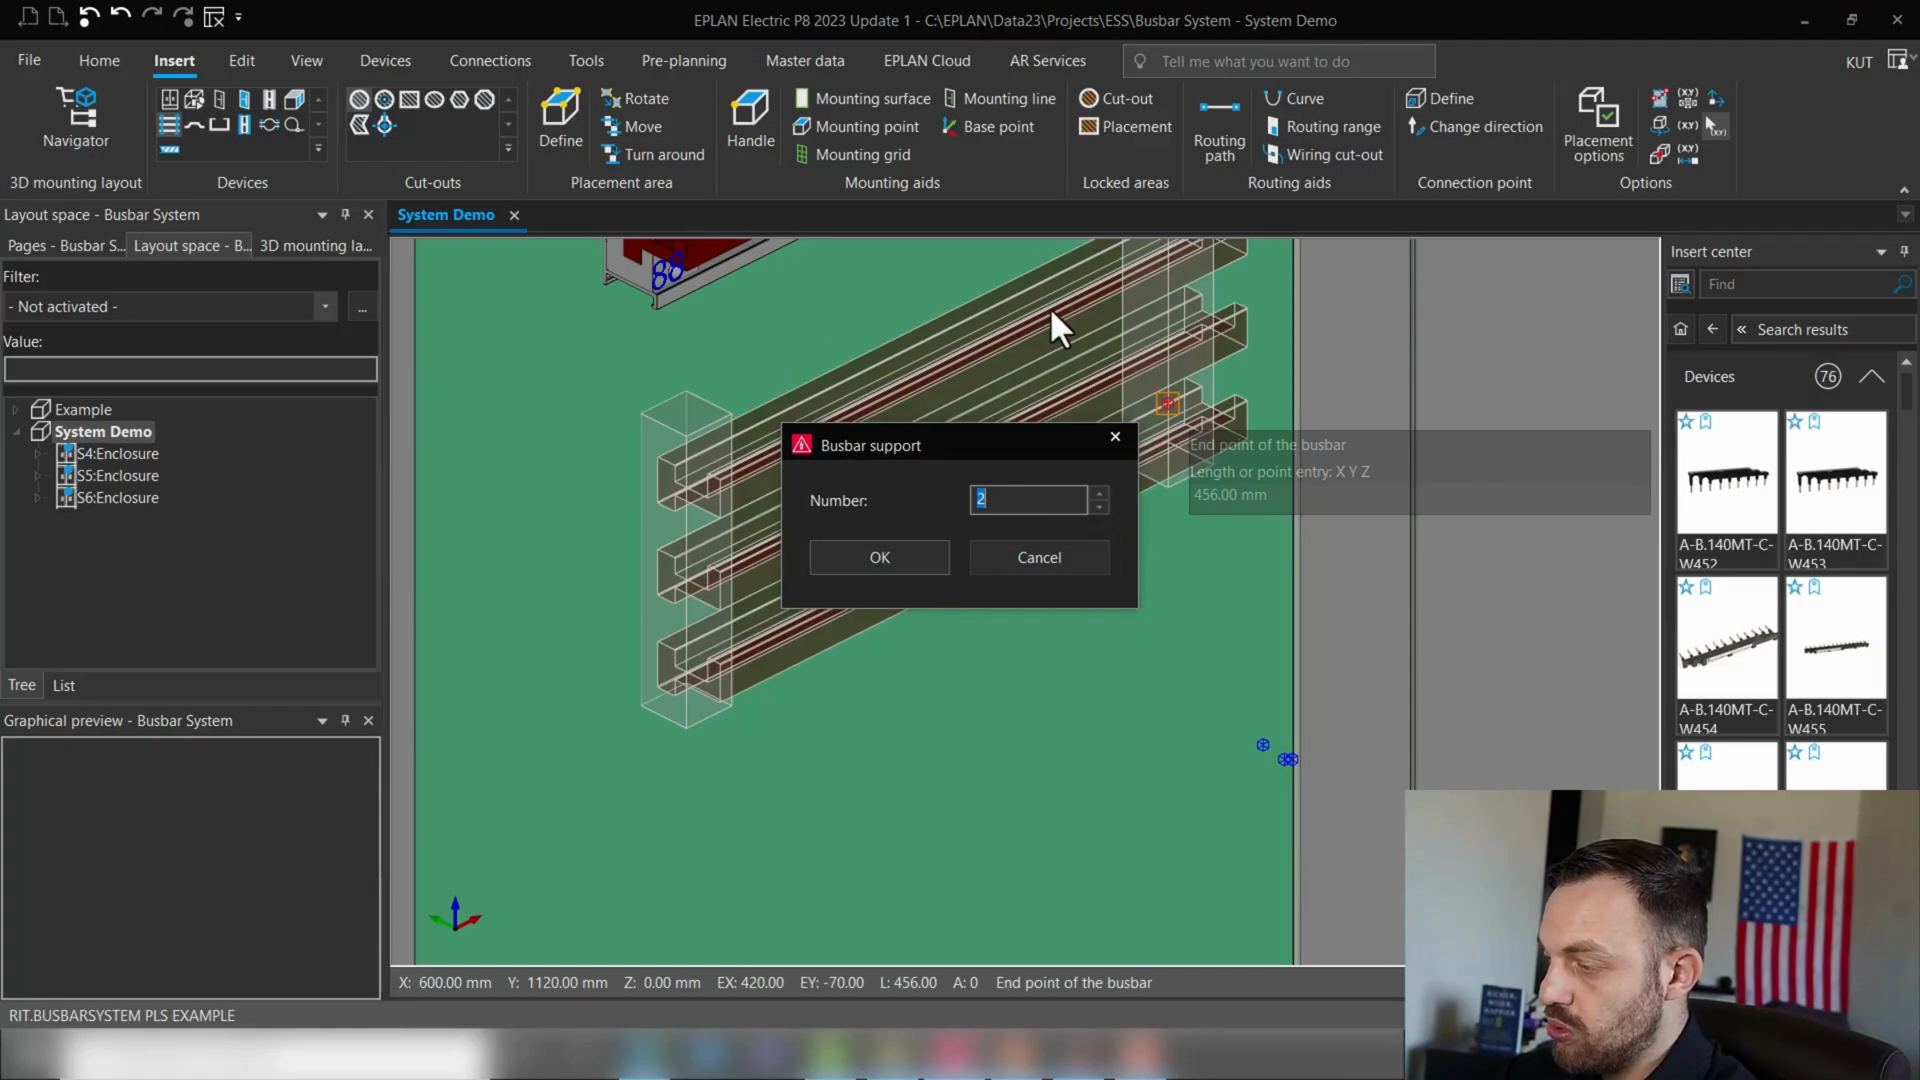 EPLAN Electric P8 2023 Update 1 - C:\EPLAN\Data23\Projects\ESS\Busbar System - System Demo
File Home Insert Edit View Devices Connections Tools Pre-planning Master data EPLAN Cloud AR Services Tell me what you want to do KUT
Navigator
3D mounting layout
Devices
Cut-outs
Define
Rotate
Move
Turn around
Placement area
Handle
Mounting surface
Mounting point
Mounting grid
Mounting line
Base point
Mounting aids
Cut-out
Placement
Locked areas
Routing path
Curve
Routing range
Wiring cut-out
Routing aids
Define
Change direction
Connection point
Placement options
Options
Layout space - Busbar System
Pages - Busbar S... Layout space - B... 3D mounting la...
Filter:
- Not activated -
...
Value:
Example
System Demo
S4:Enclosure
S5:Enclosure
S6:Enclosure
Tree List
Graphical preview - Busbar System
System Demo
Busbar support
Number: 2
OK Cancel
End point of the busbar
Length or point entry: X Y Z
456.00 mm
Insert center
Find
« Search results
Devices 76
A-B.140MT-C-W452
A-B.140MT-C-W453
A-B.140MT-C-W454
A-B.140MT-C-W455
X: 600.00 mm Y: 1120.00 mm Z: 0.00 mm EX: 420.00 EY: -70.00 L: 456.00 A: 0 End point of the busbar
RIT.BUSBARSYSTEM PLS EXAMPLE